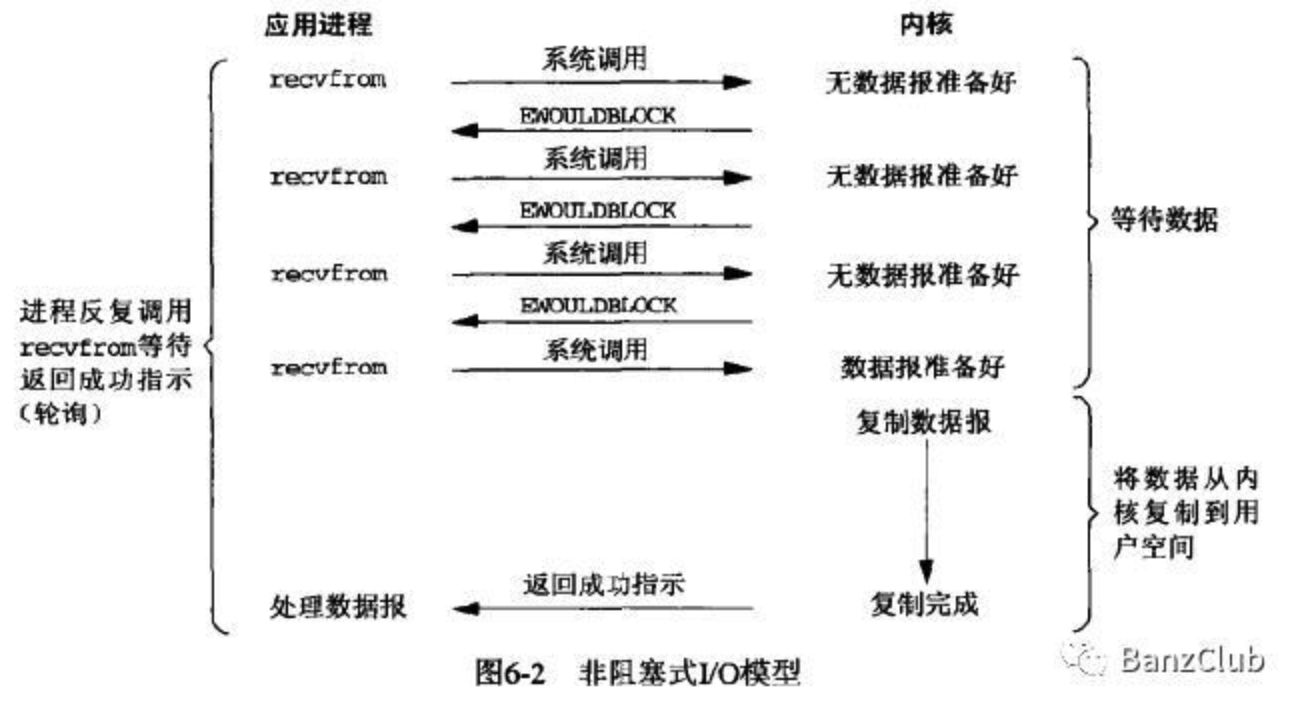 应用进程 内核
recvfrom 系统调用 无数据报准备好
EWOULDBLOCK
recvfrom 系统调用 无数据报准备好
EWOULDBLOCK
等待数据
recvfrom 系统调用 无数据报准备好
EWOULDBLOCK
recvfrom 系统调用 数据报准备好
进程反复调用
recvfrom等待
返回成功指示
(轮询)
复制数据报
将数据从内
核复制到用
户空间
处理数据报 返回成功指示 复制完成
图6-2 非阻塞式I/O模型
BanzClub